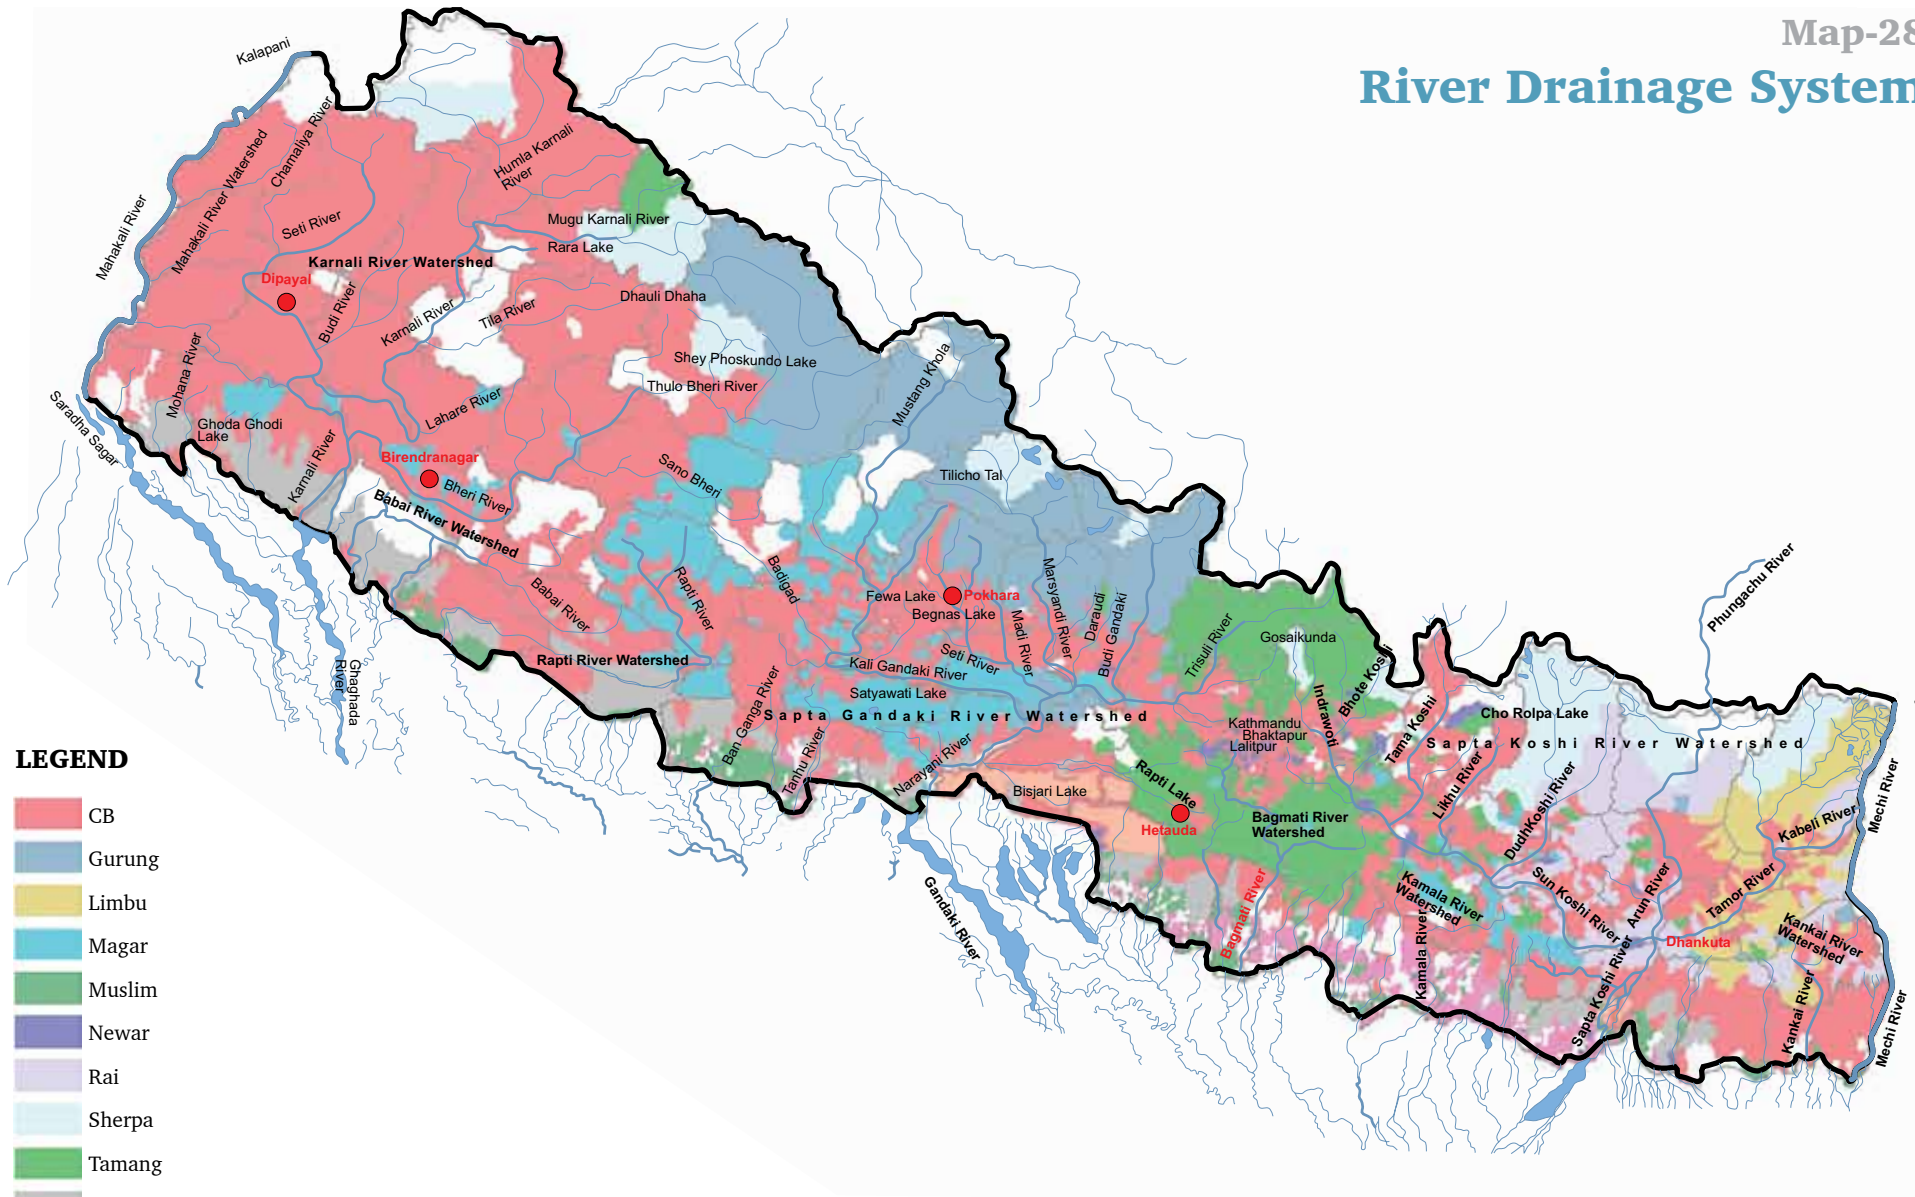 Map-28
River Drainage System
Kalapani
Chamaliya River
Mahakali River Watershed
Mahakali River
Humla Karnali
River
Seti River
Mugu Karnali River
Rara Lake
Karnali River Watershed
Dipayal
Budi River
Karnali River
Tila River
Dhauli Dhaha
Shey Phoskundo Lake
Thulo Bheri River
Mustang Khola
Mohana River
Saradha Sagar
Ghoda Ghodi
Lake
Lahare River
Karnali River
Birendranagar
Bheri River
Babai River Watershed
Sano Bheri
Tilicho Tal
Babai River
Rapti River
Badigad
Fewa Lake
Pokhara
Begnas Lake
Madi River
Marsyandi River
Daraudi
Budi Gandaki
Trisuli River
Gosaikunda
Bhote Koshi
Indrawoti
Phungachu River
Ghaghada
River
Rapti River Watershed
Seti River
Kali Gandaki River
Satyawati Lake
Sapta Gandaki River Watershed
Ban Ganga River
Tanhu River
Narayani River
Kathmandu
Bhaktapur
Lalitpur
Tama Koshi
Cho Rolpa Lake
Sapta Koshi River Watershed
Likhu River
DudhKoshi River
Rapti Lake
Bisjari Lake
Hetauda
Bagmati River
Watershed
Kabeli River
Mechi River
Gandaki River
Bagmati River
Kamala River
Watershed
Kamala River
Sun Koshi River
Arun River
Tamor River
Dhankuta
Kankai River
Watershed
Sapta Koshi River
Kankai River
Mechi River
LEGEND
CB
Gurung
Limbu
Magar
Muslim
Newar
Rai
Sherpa
Tamang